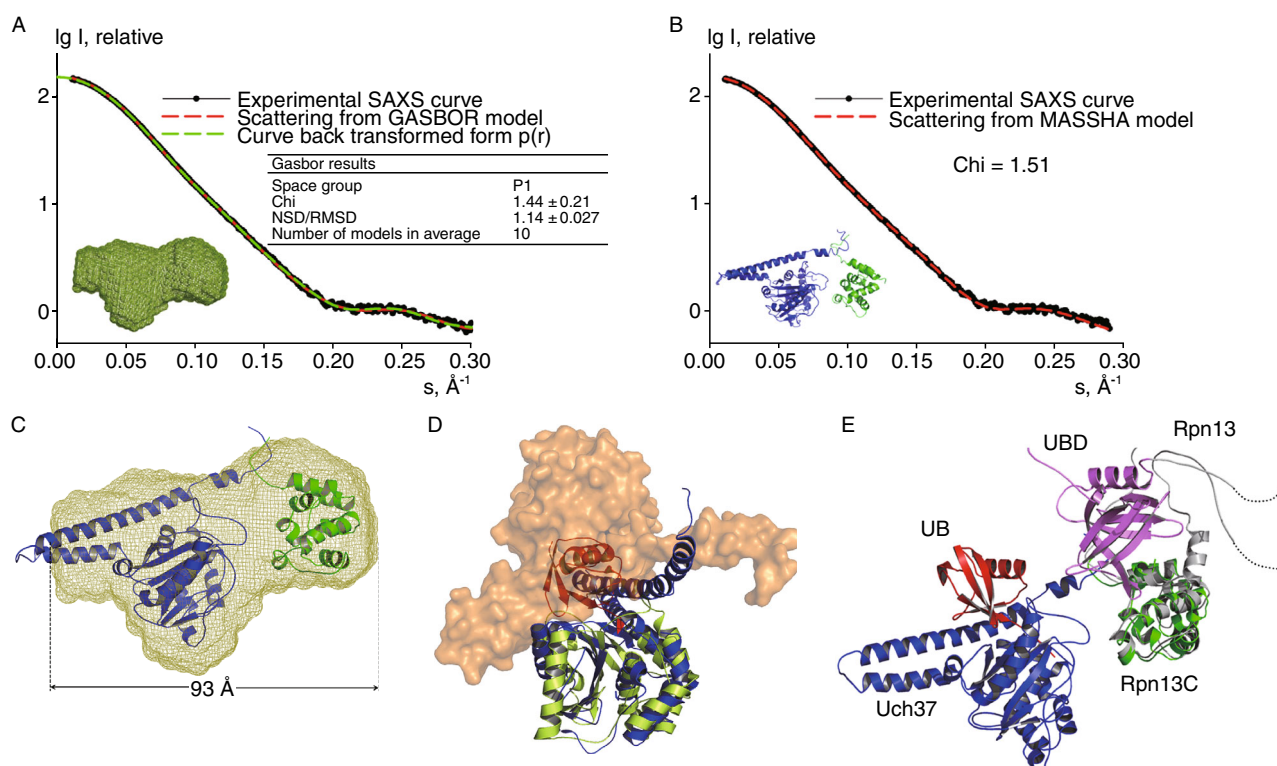 A
lg I, relative
2
1
0
0.00 0.05 0.10 0.15 0.20 0.25 0.30
s, Å-1
Experimental SAXS curve
Scattering from GASBOR model
Curve back transformed form p(r)
Gasbor results
Space group P1
Chi 1.44 ± 0.21
NSD/RMSD 1.14 ± 0.027
Number of models in average 10
B
lg I, relative
2
1
0
0.00 0.05 0.10 0.15 0.20 0.25 0.30
s, Å-1
Experimental SAXS curve
Scattering from MASSHA model
Chi = 1.51
C
93 Å
D
E
Rpn13
UBD
UB
Uch37
Rpn13C